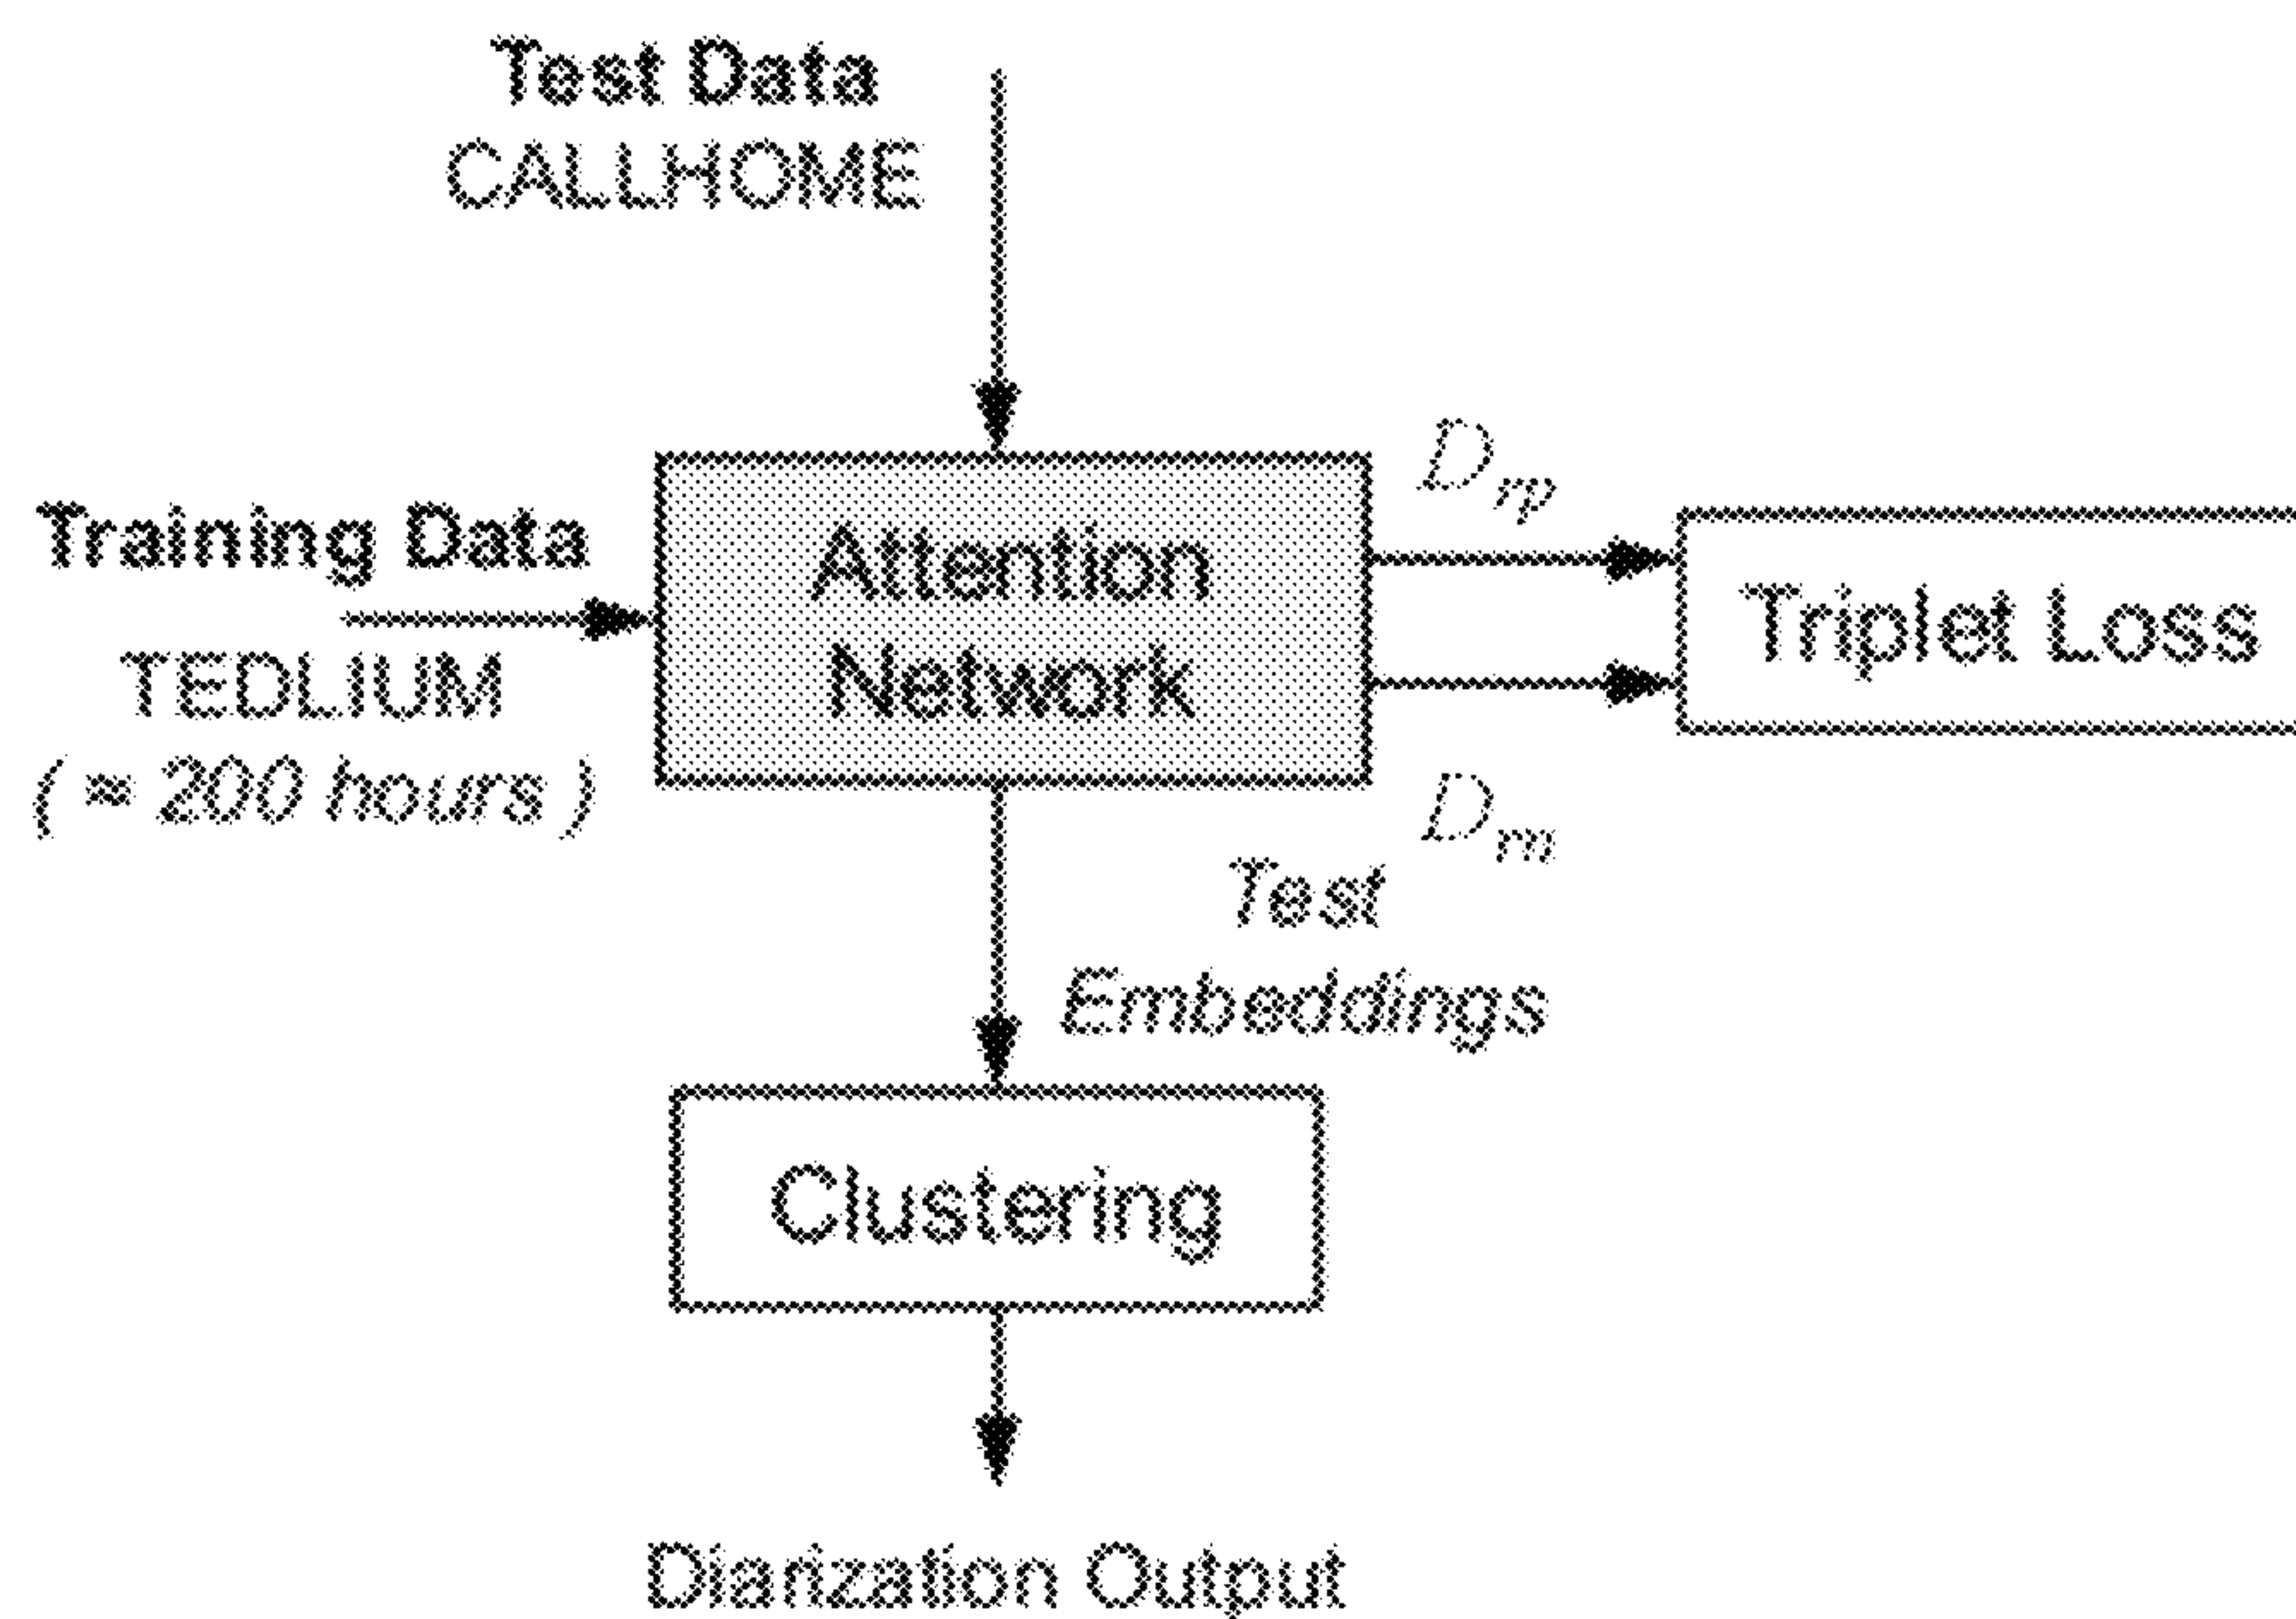 Test Data
CALLHOME
D_rp
Training Data
Attention
Network
Triplet Loss
TEDLIUM
( ≈ 200 hours )
D_rn
Test
Embeddings
Clustering
Diarization Output